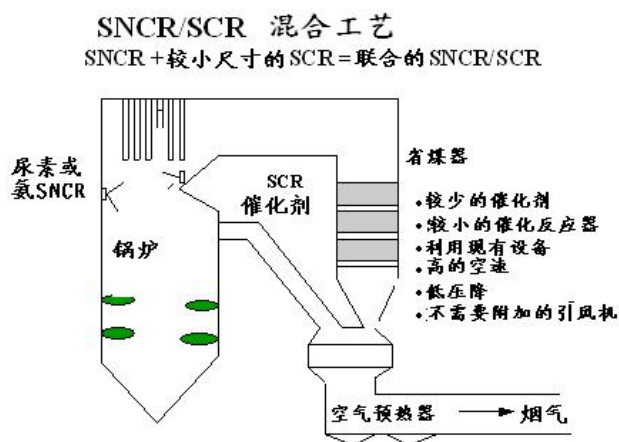 SNCR/SCR 混合工艺
SNCR+较小尺寸的SCR=联合的SNCR/SCR
尿素或
氨SNCR
锅炉
SCR
催化剂
省煤器
•较少的催化剂
•较小的催化反应器
•利用现有设备
•高的空速
•低压降
•不需要附加的引风机
空气预热器
烟气